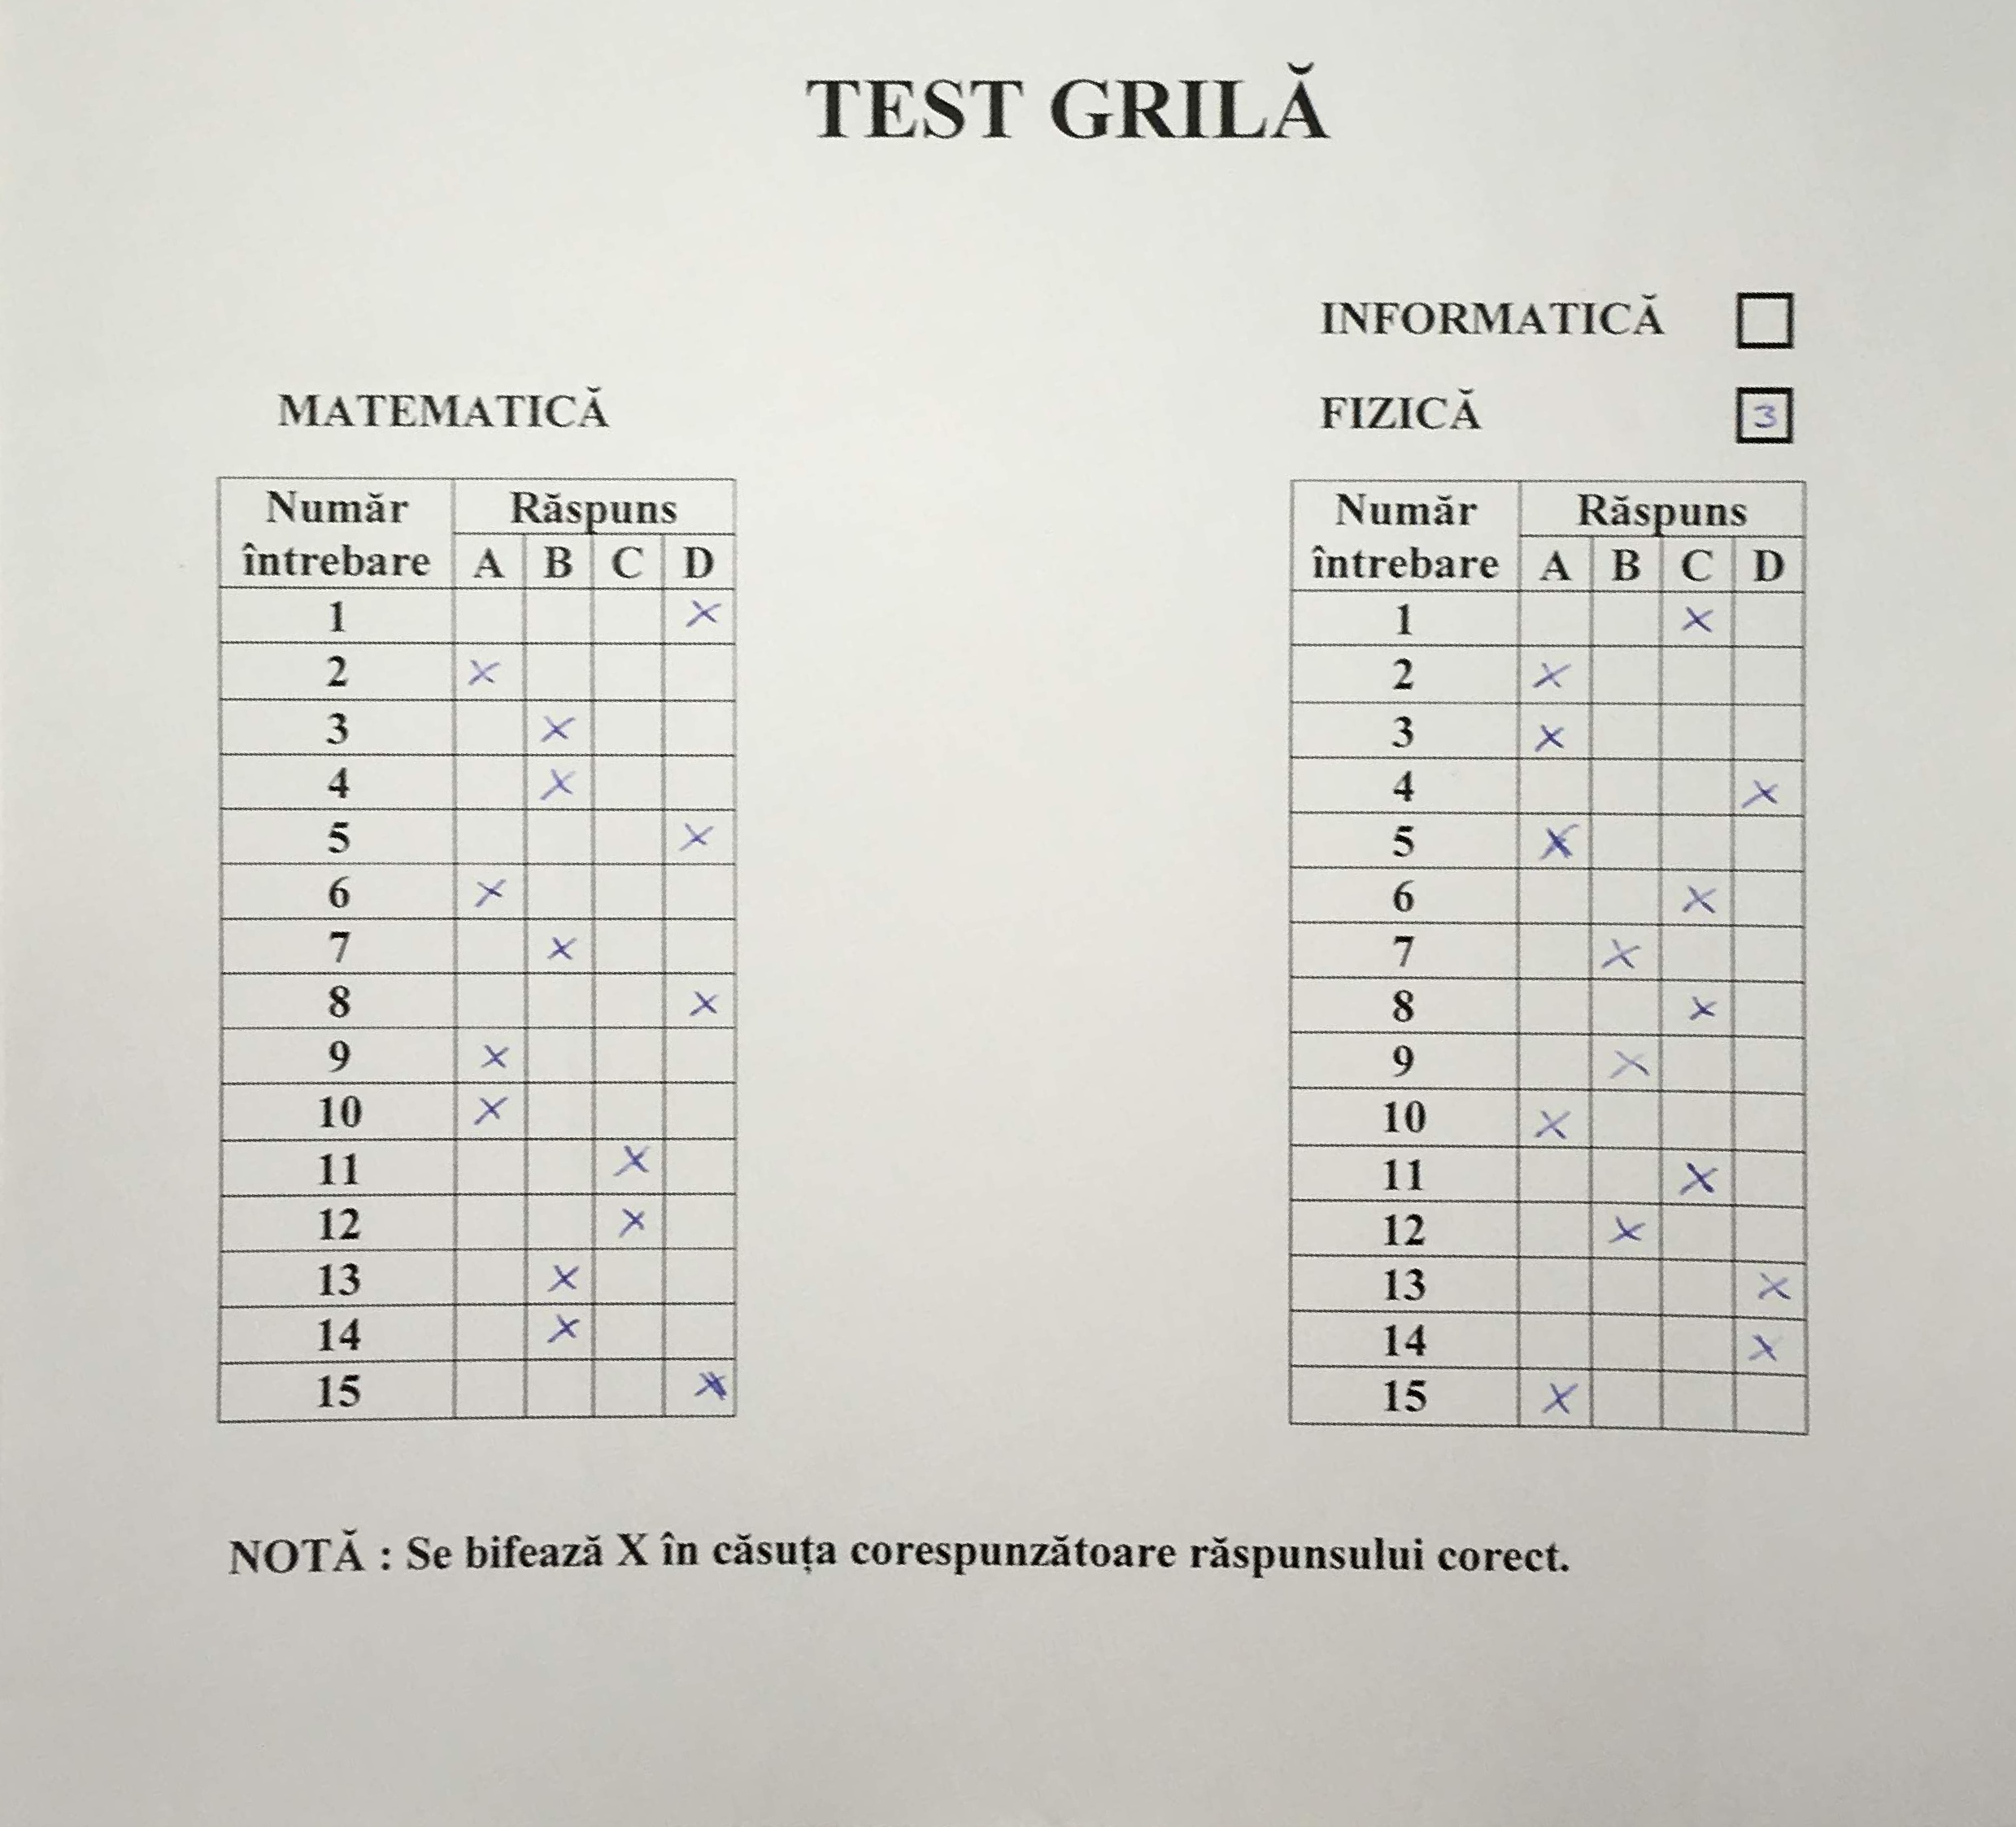 TEST GRILĂ
INFORMATICĂ
MATEMATICĂ
FIZICĂ 3
Număr Răspuns
întrebare A B C D
1 X
2 X
3 X
4 X
5 X
6 X
7 X
8 X
9 X
10 X
11 X
12 X
13 X
14 X
15 X
Număr Răspuns
întrebare A B C D
1 X
2 X
3 X
4 X
5 X
6 X
7 X
8 X
9 X
10 X
11 X
12 X
13 X
14 X
15 X
NOTĂ : Se bifează X în căsuța corespunzătoare răspunsului corect.